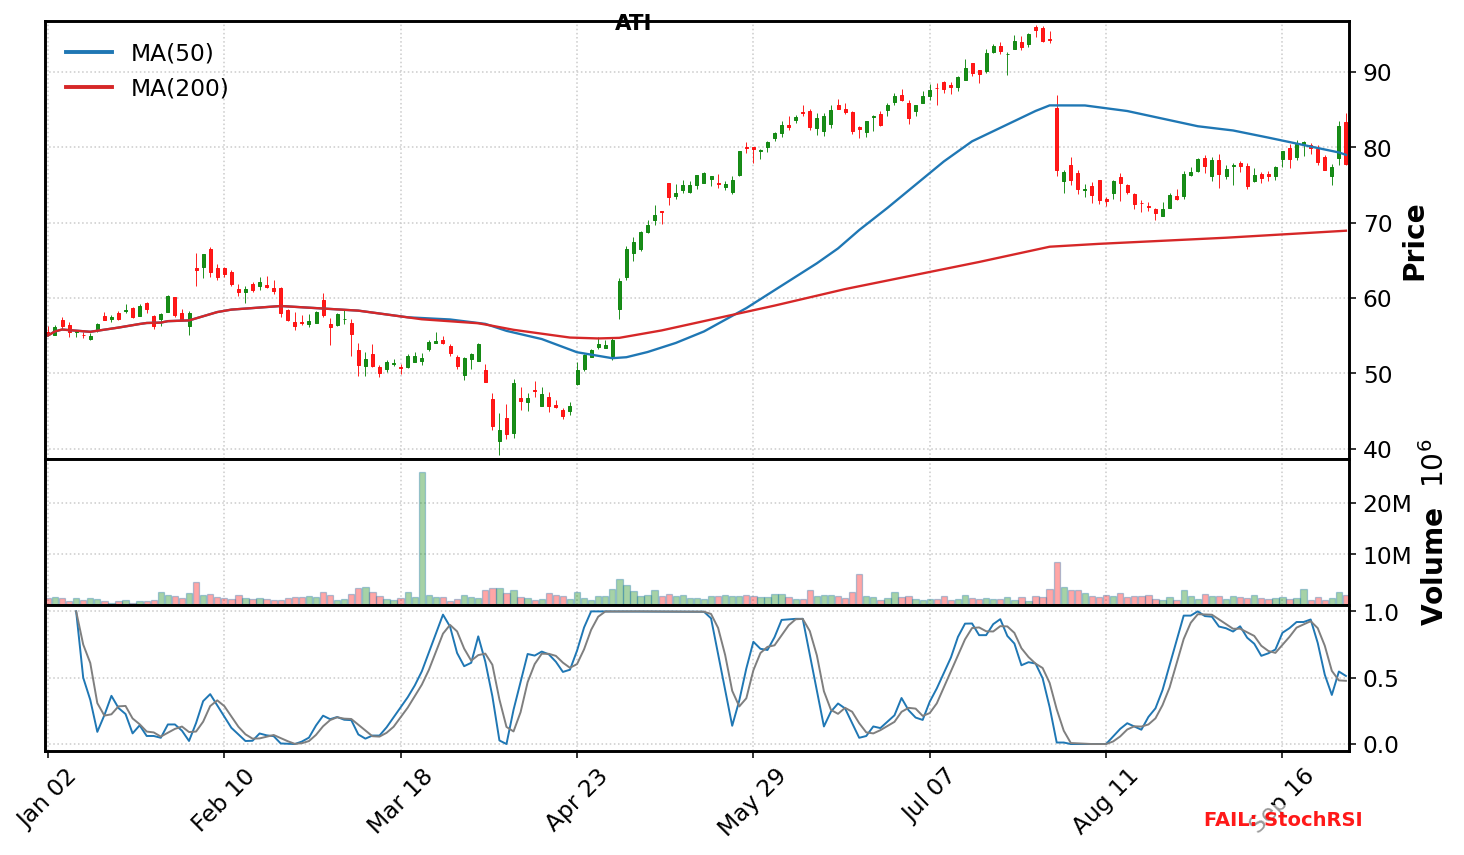 ATI
MA(50)
MA(200)
90
80
70
60
50
40
Price
10⁶
20M
10M
Volume
1.0
0.5
0.0
Jan 02
Feb 10
Mar 18
Apr 23
May 29
Jul 07
Aug 11
Sep 16
FAIL: StochRSI